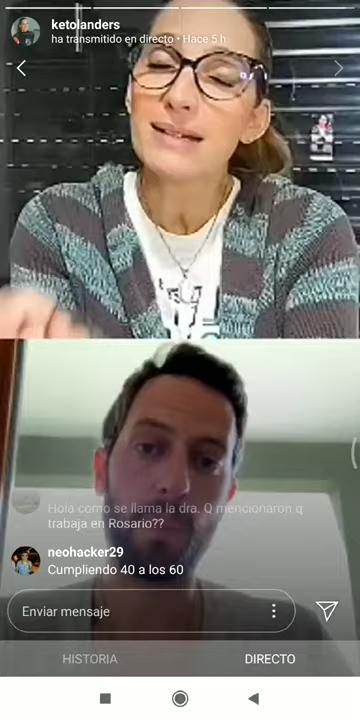 ketolanders
ha transmitido en directo • Hace 5 h
Hola como se llama la dra. Q mencionaron q
trabaja en Rosario??
neohacker29
Cumpliendo 40 a los 60
Enviar mensaje
HISTORIA
DIRECTO